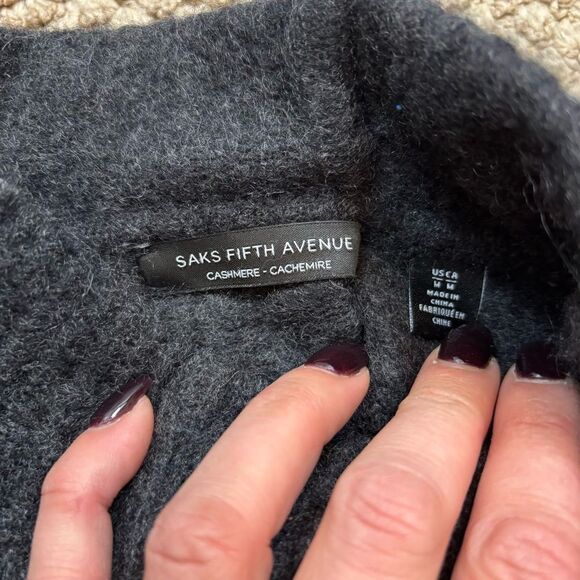 SAKS FIFTH AVENUE
CASHMERE - CACHEMIRE
US CA
M M
MADE IN
CHINA
FABRIQUÉ EN
CHINE